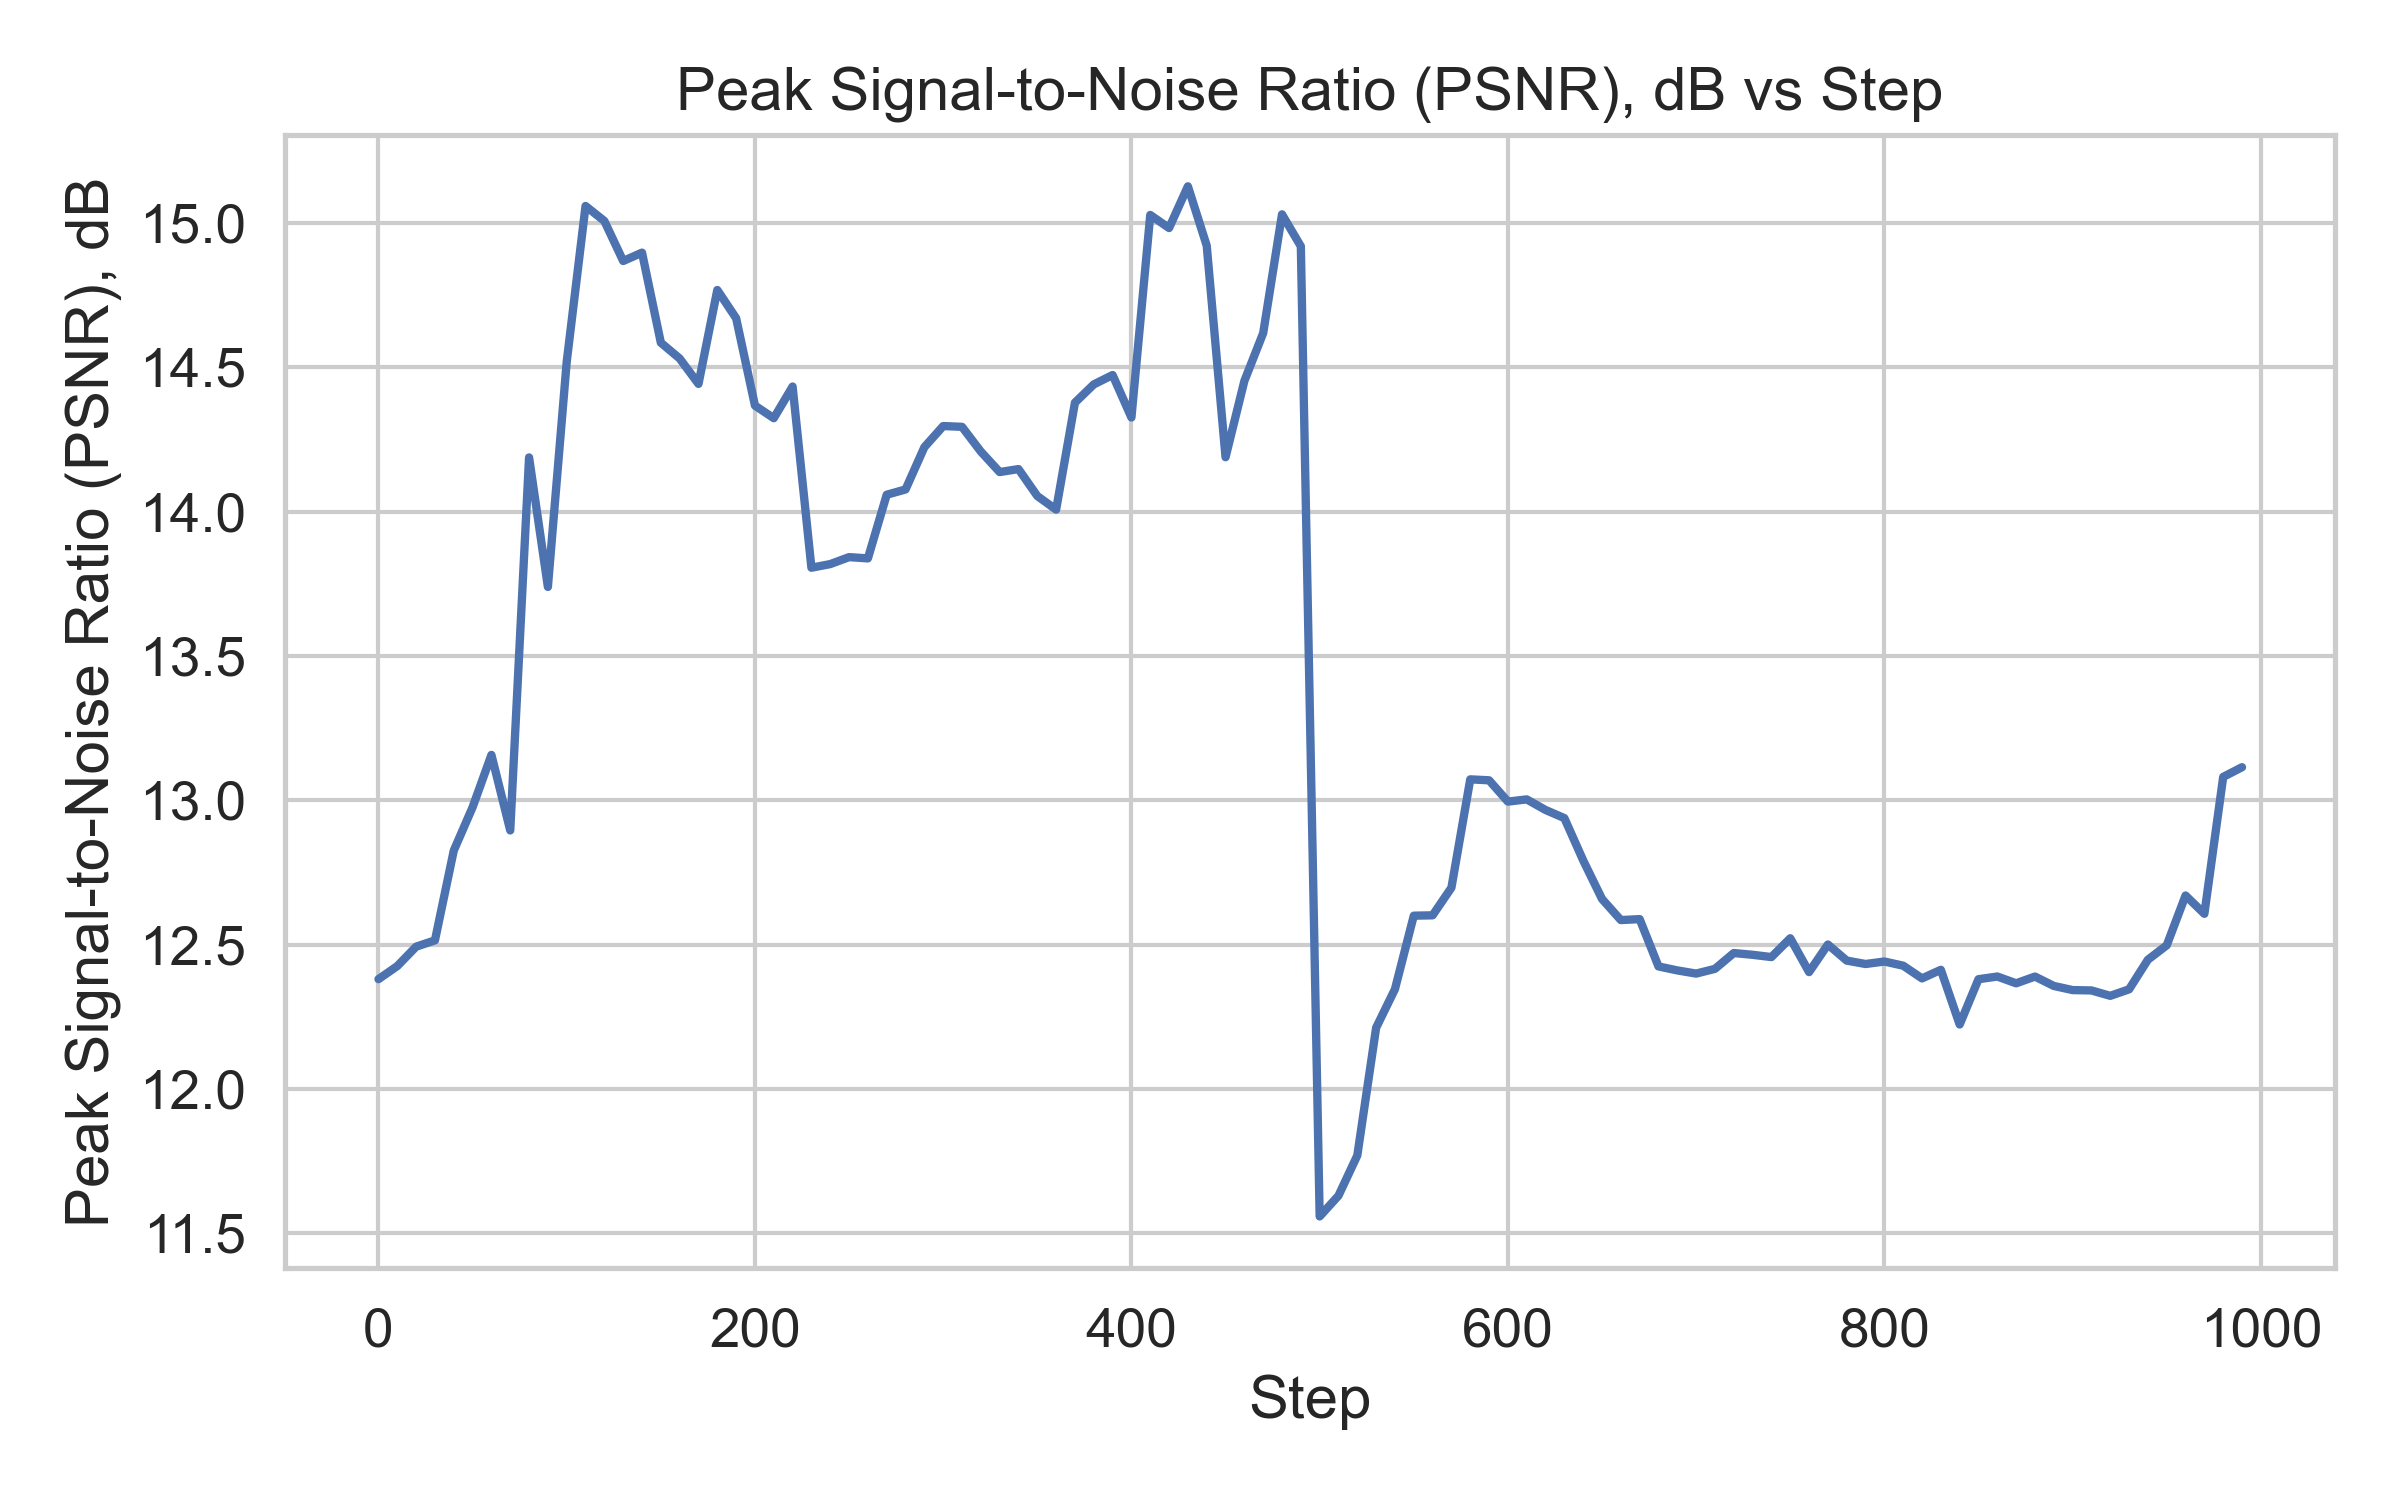 Peak Signal-to-Noise Ratio (PSNR), dB vs Step
Peak Signal-to-Noise Ratio (PSNR), dB
15.0
14.5
14.0
13.5
13.0
12.5
12.0
11.5
0 200 400 600 800 1000
Step